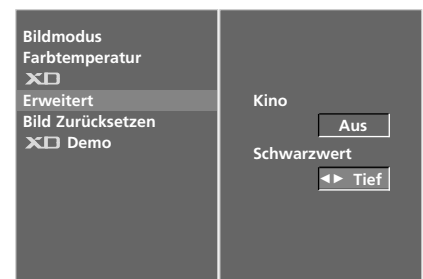 Bildmodus
Farbtemperatur
XD
Erweitert
Bild Zurücksetzen
XD Demo
Kino
Aus
Schwarzwert
◄► Tief